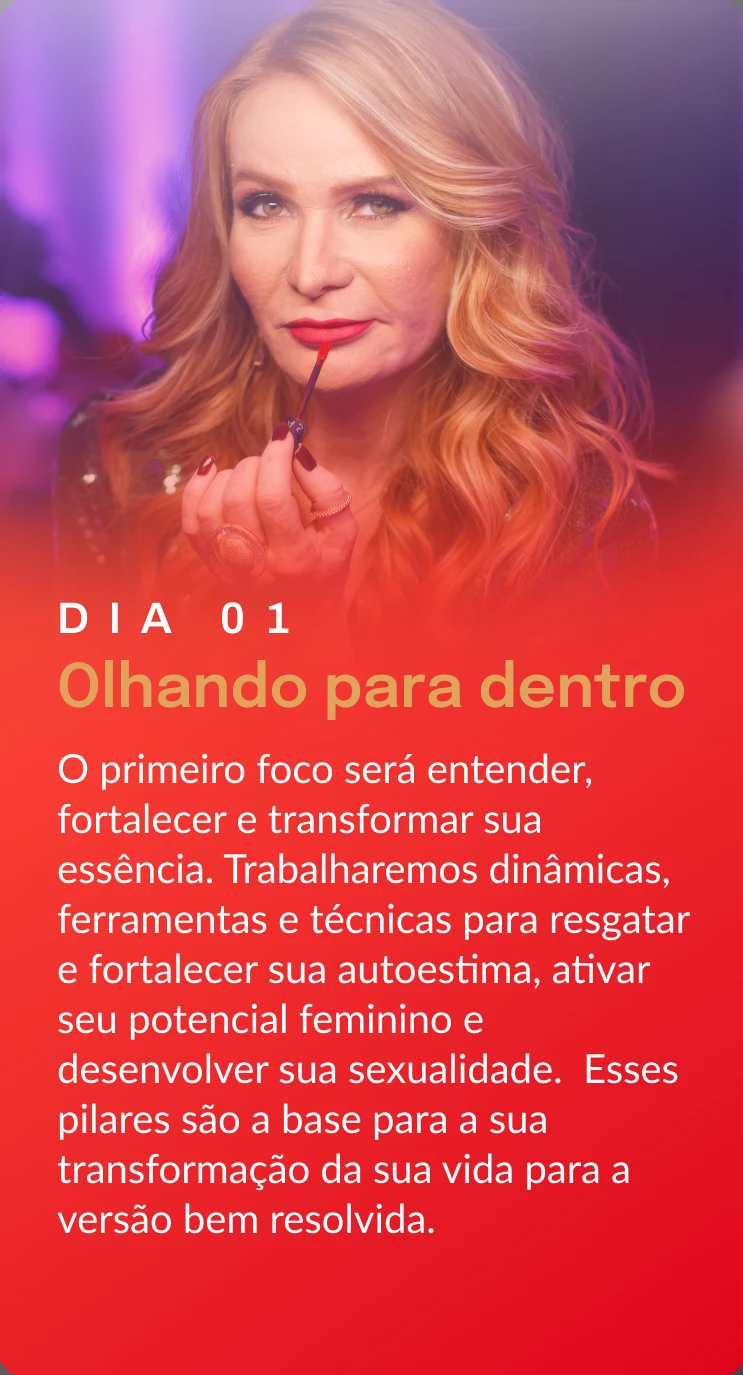 DIA 01
Olhando para dentro
O primeiro foco será entender,
fortalecer e transformar sua
essência. Trabalharemos dinâmicas,
ferramentas e técnicas para resgatar
e fortalecer sua autoestima, ativar
seu potencial feminino e
desenvolver sua sexualidade.  Esses
pilares são a base para a sua
transformação da sua vida para a
versão bem resolvida.